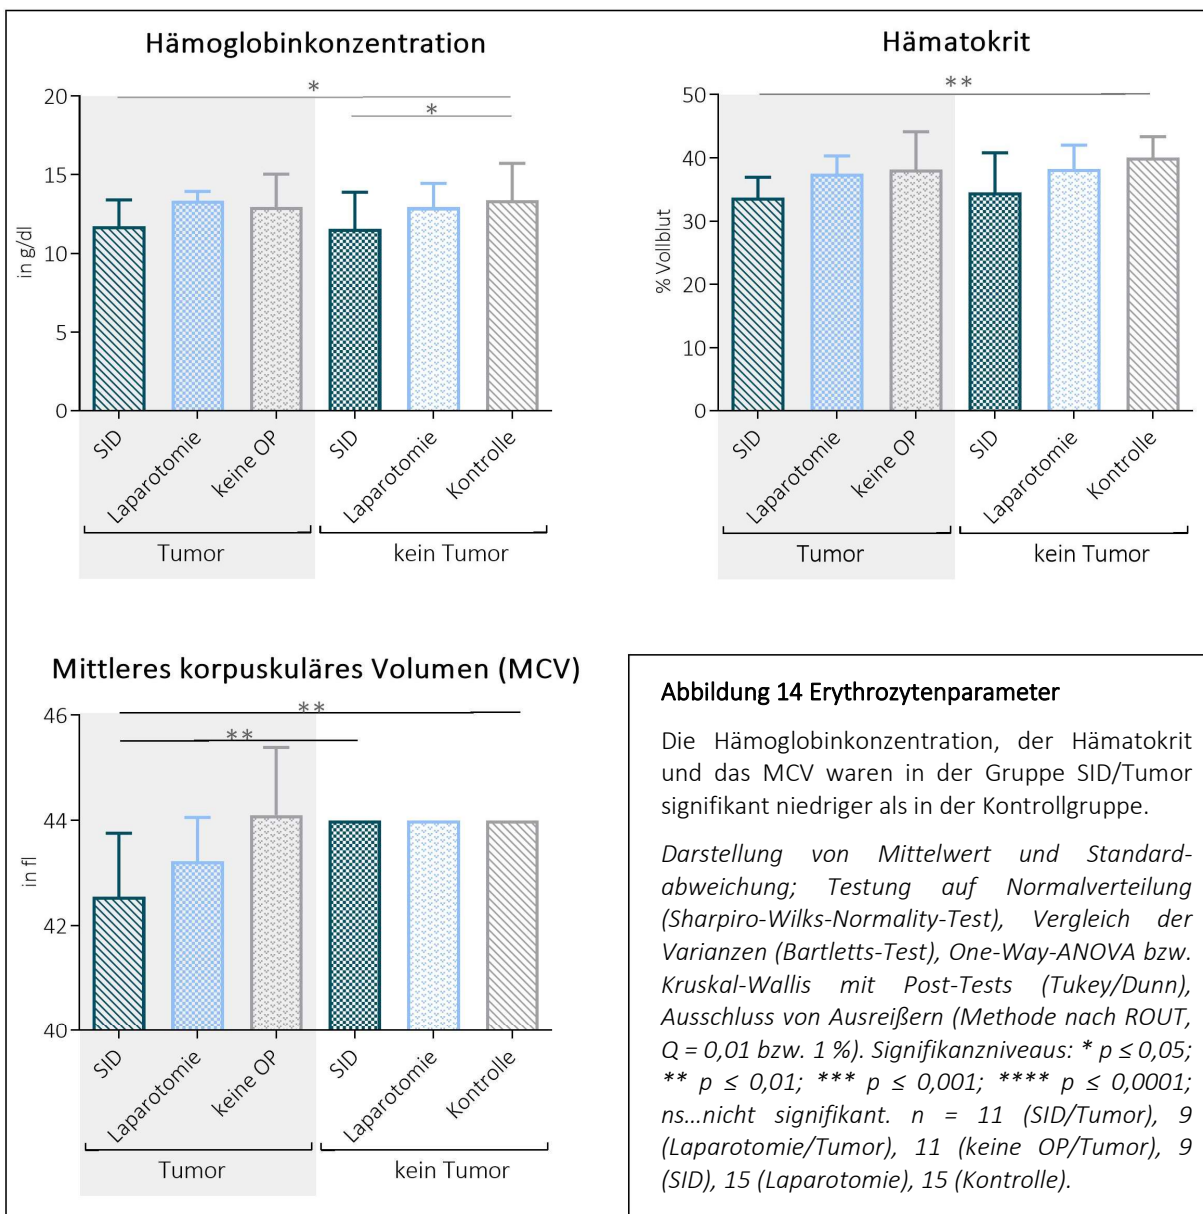 Hämoglobinkonzentration
*
*
20
15
10
5
0
in g/dl
SID
Laparotomie
keine OP
SID
Laparotomie
Kontrolle
Tumor
kein Tumor
Hämatokrit
**
50
40
30
20
10
0
% Vollblut
SID
Laparotomie
keine OP
SID
Laparotomie
Kontrolle
Tumor
kein Tumor
Mittleres korpuskuläres Volumen (MCV)
**
**
46
44
42
40
in fl
SID
Laparotomie
keine OP
SID
Laparotomie
Kontrolle
Tumor
kein Tumor
Abbildung 14 Erythrozytenparameter
Die Hämoglobinkonzentration, der Hämatokrit
und das MCV waren in der Gruppe SID/Tumor
signifikant niedriger als in der Kontrollgruppe.
Darstellung von Mittelwert und Standard-
abweichung; Testung auf Normalverteilung
(Sharpiro-Wilks-Normality-Test), Vergleich der
Varianzen (Bartletts-Test), One-Way-ANOVA bzw.
Kruskal-Wallis mit Post-Tests (Tukey/Dunn),
Ausschluss von Ausreißern (Methode nach ROUT,
Q = 0,01 bzw. 1 %). Signifikanzniveaus: * p ≤ 0,05;
** p ≤ 0,01; *** p ≤ 0,001; **** p ≤ 0,0001;
ns...nicht signifikant. n = 11 (SID/Tumor), 9
(Laparotomie/Tumor), 11 (keine OP/Tumor), 9
(SID), 15 (Laparotomie), 15 (Kontrolle).